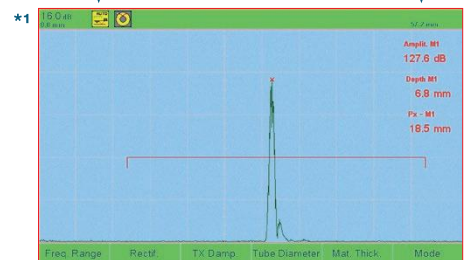 *1
16.0 dB
0.0 mm
57.2 mm
Amplit. M1
127.6 dB
Depth M1
6.8 mm
Px - M1
18.5 mm
Freq. Range Rectif. TX Damp. Tube Diameter Mat. Thick. Mode